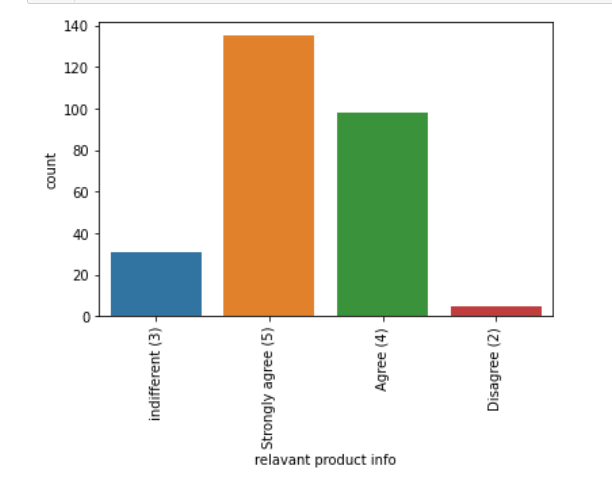 140
120
100
80
60
40
20
0
count
indifferent (3)
Strongly agree (5)
Agree (4)
Disagree (2)
relavant product info